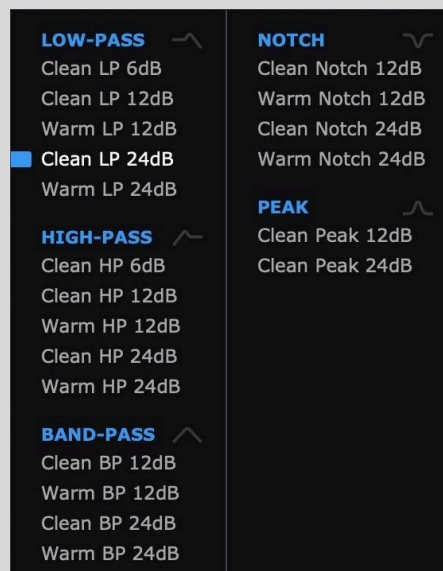 LOW-PASS
Clean LP 6dB
Clean LP 12dB
Warm LP 12dB
Clean LP 24dB
Warm LP 24dB
HIGH-PASS
Clean HP 6dB
Clean HP 12dB
Warm HP 12dB
Clean HP 24dB
Warm HP 24dB
BAND-PASS
Clean BP 12dB
Warm BP 12dB
Clean BP 24dB
Warm BP 24dB
NOTCH
Clean Notch 12dB
Warm Notch 12dB
Clean Notch 24dB
Warm Notch 24dB
PEAK
Clean Peak 12dB
Clean Peak 24dB